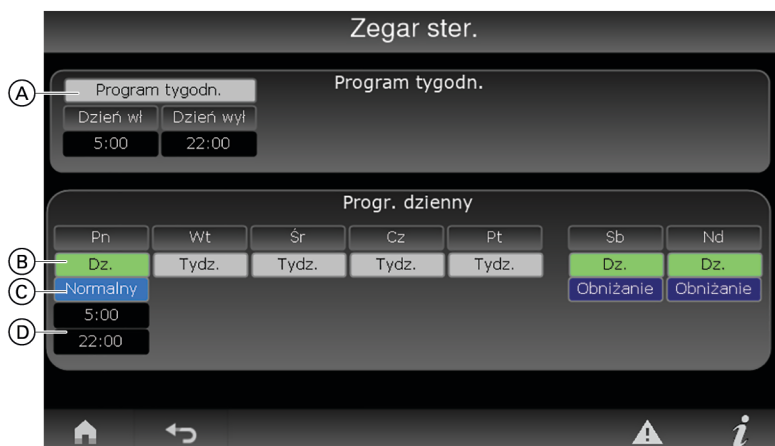 Zegar ster.
Program tygodn.
A Program tygodn.
Dzień wł Dzień wył
5:00 22:00
Progr. dzienny
Pn Wt Śr Cz Pt Sb Nd
B Dz. Tydz. Tydz. Tydz. Tydz. Dz. Dz.
C Normalny Obniżanie Obniżanie
5:00
D 22:00
i